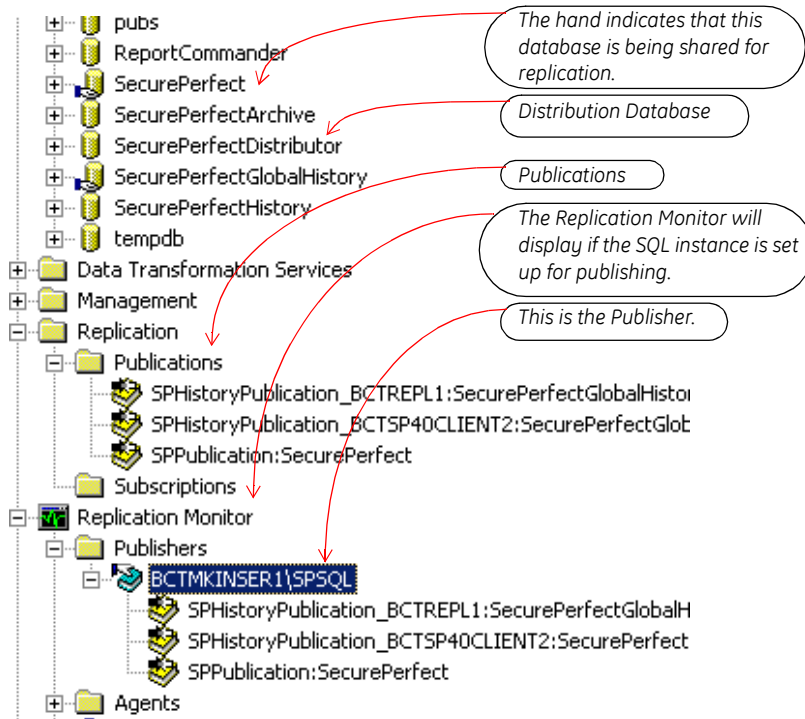 pubs
ReportCommander
SecurePerfect
SecurePerfectArchive
SecurePerfectDistributor
SecurePerfectGlobalHistory
SecurePerfectHistory
tempdb
Data Transformation Services
Management
Replication
Publications
SPHistoryPublication_BCTREPL1:SecurePerfectGlobalHistor
SPHistoryPublication_BCTSP40CLIENT2:SecurePerfectGlob
SPPublication:SecurePerfect
Subscriptions
Replication Monitor
Publishers
BCTMKINSER1\SPSQL
SPHistoryPublication_BCTREPL1:SecurePerfectGlobalH
SPHistoryPublication_BCTSP40CLIENT2:SecurePerfect
SPPublication:SecurePerfect
Agents
The hand indicates that this
database is being shared for
replication.
Distribution Database
Publications
The Replication Monitor will
display if the SQL instance is set
up for publishing.
This is the Publisher.